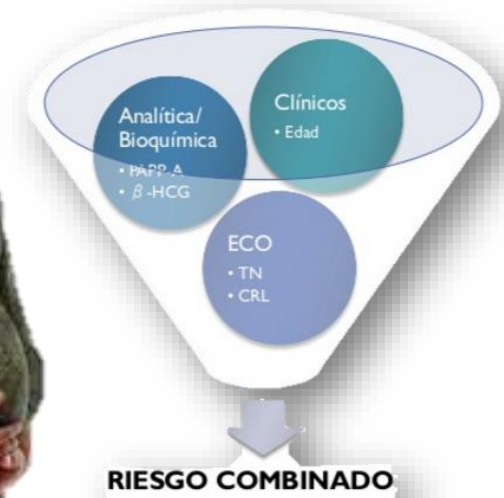 Analítica/
Bioquímica
• PAPP-A
• β-HCG
Clínicos
• Edad
ECO
• TN
• CRL
RIESGO COMBINADO